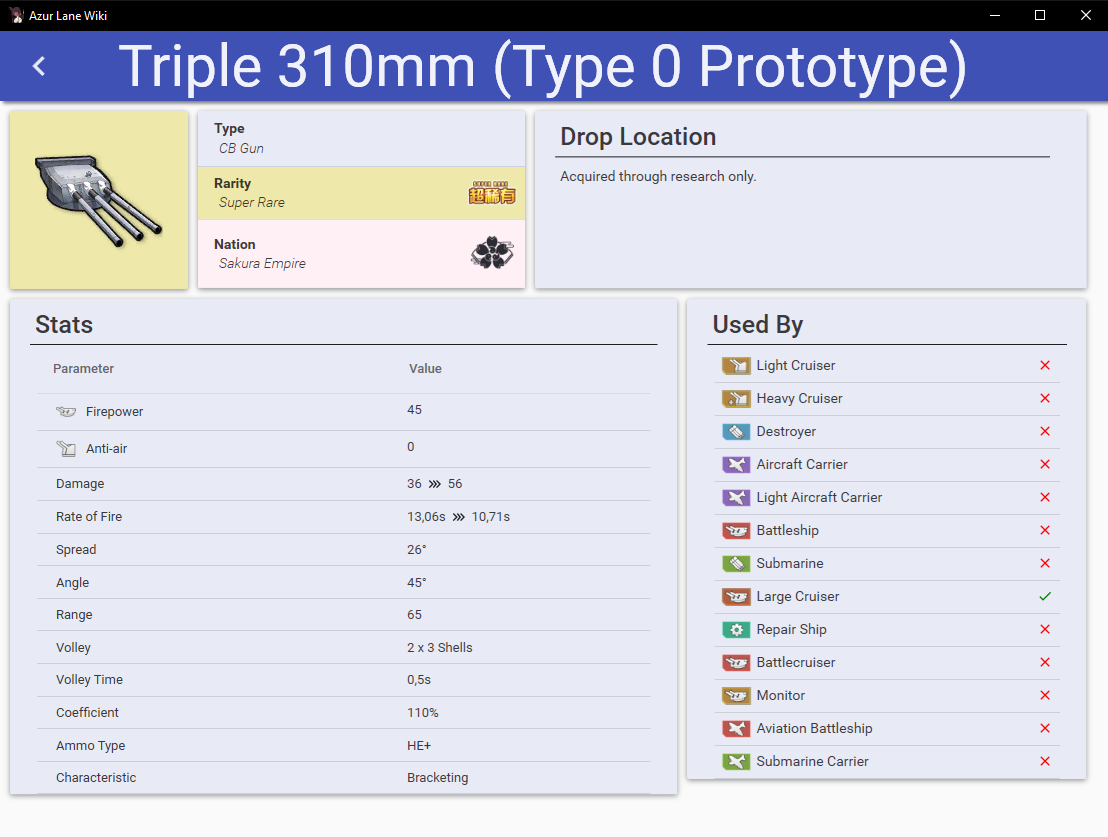 Azur Lane Wiki
Triple 310mm (Type 0 Prototype)
Type
CB Gun
Rarity
Super Rare
SUPER RARE
超稀有
Nation
Sakura Empire
Drop Location
Acquired through research only.
Stats
Parameter Value
Firepower 45
Anti-air 0
Damage 36 56
Rate of Fire 13,06s 10,71s
Spread 26°
Angle 45°
Range 65
Volley 2 x 3 Shells
Volley Time 0,5s
Coefficient 110%
Ammo Type HE+
Characteristic Bracketing
Used By
Light Cruiser
Heavy Cruiser
Destroyer
Aircraft Carrier
Light Aircraft Carrier
Battleship
Submarine
Large Cruiser
Repair Ship
Battlecruiser
Monitor
Aviation Battleship
Submarine Carrier